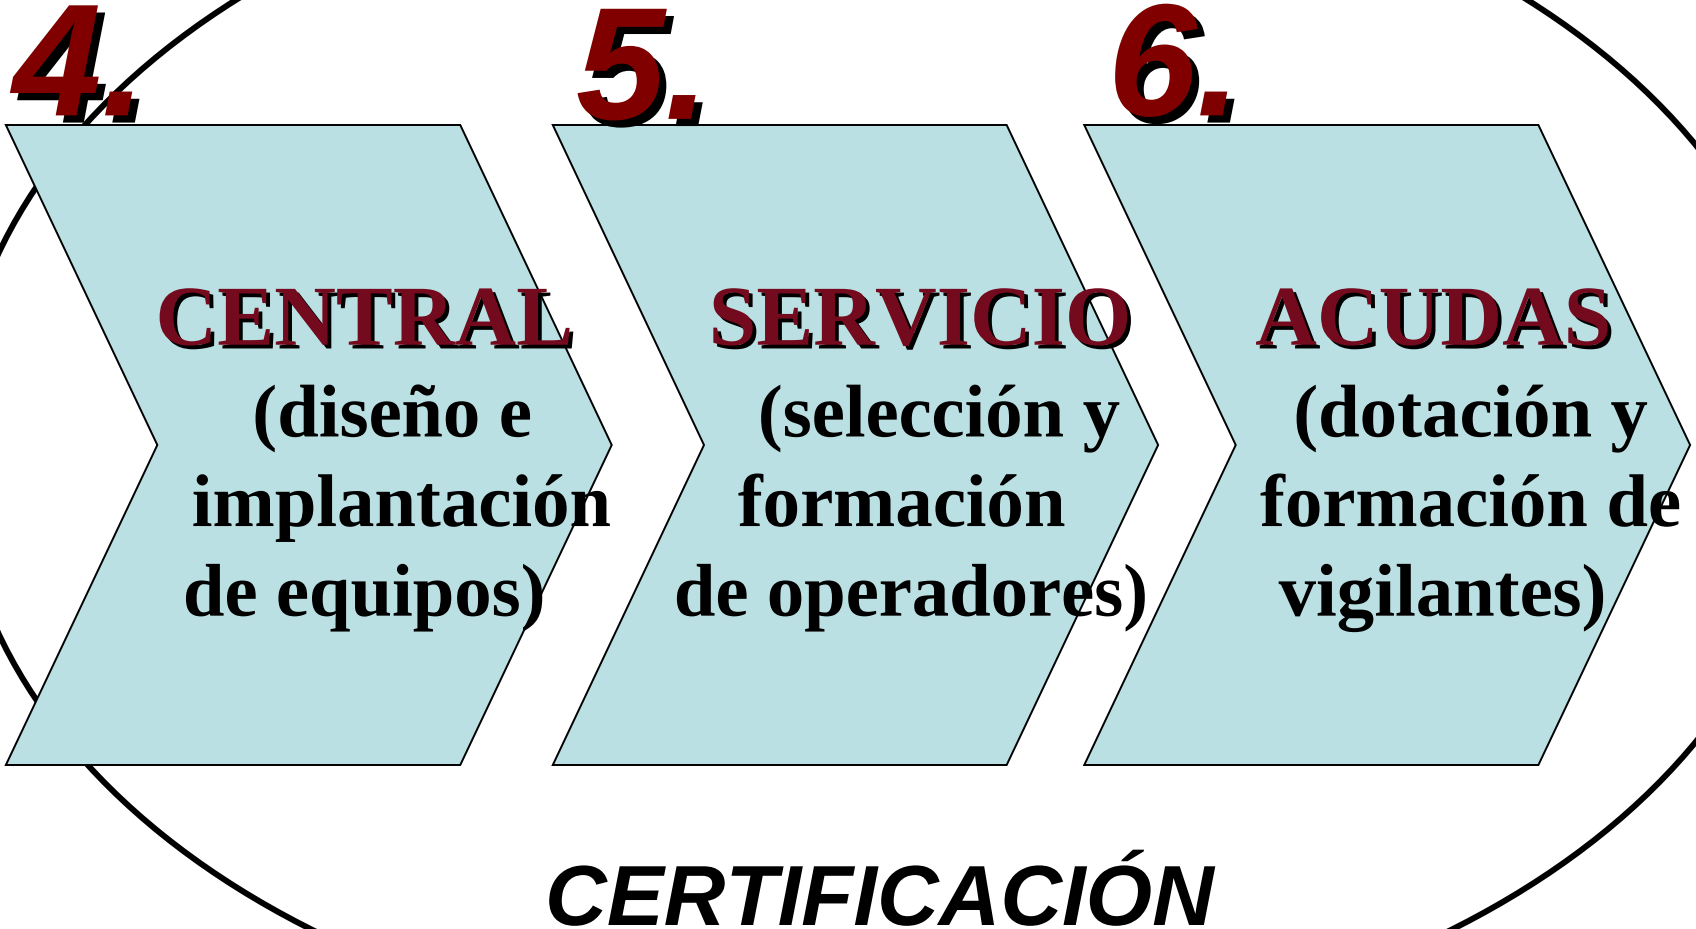 4.
5.
6.
CENTRAL
(diseño e
implantación
de equipos)
SERVICIO
(selección y
formación
de operadores)
ACUDAS
(dotación y
formación de
vigilantes)
CERTIFICACIÓN